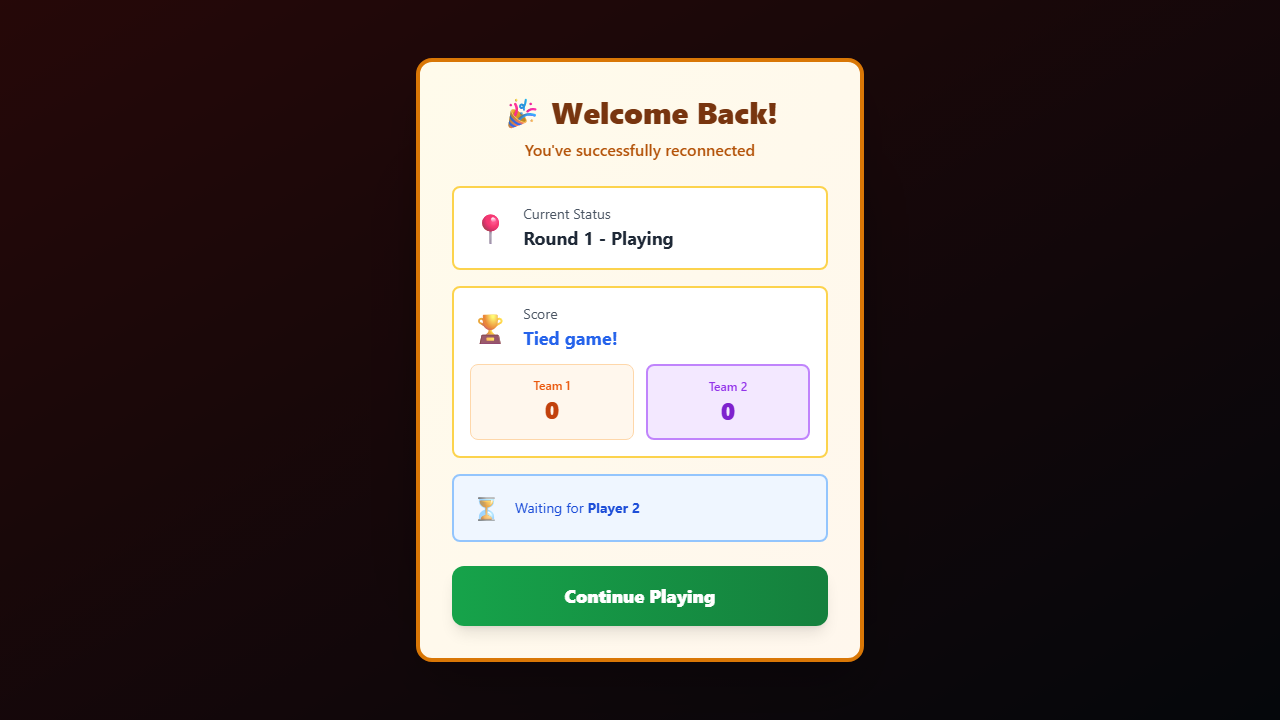 🎉 Welcome Back!
You've successfully reconnected
Current Status
Round 1 - Playing
Score
Tied game!
Team 1
0
Team 2
0
Waiting for Player 2
Continue Playing